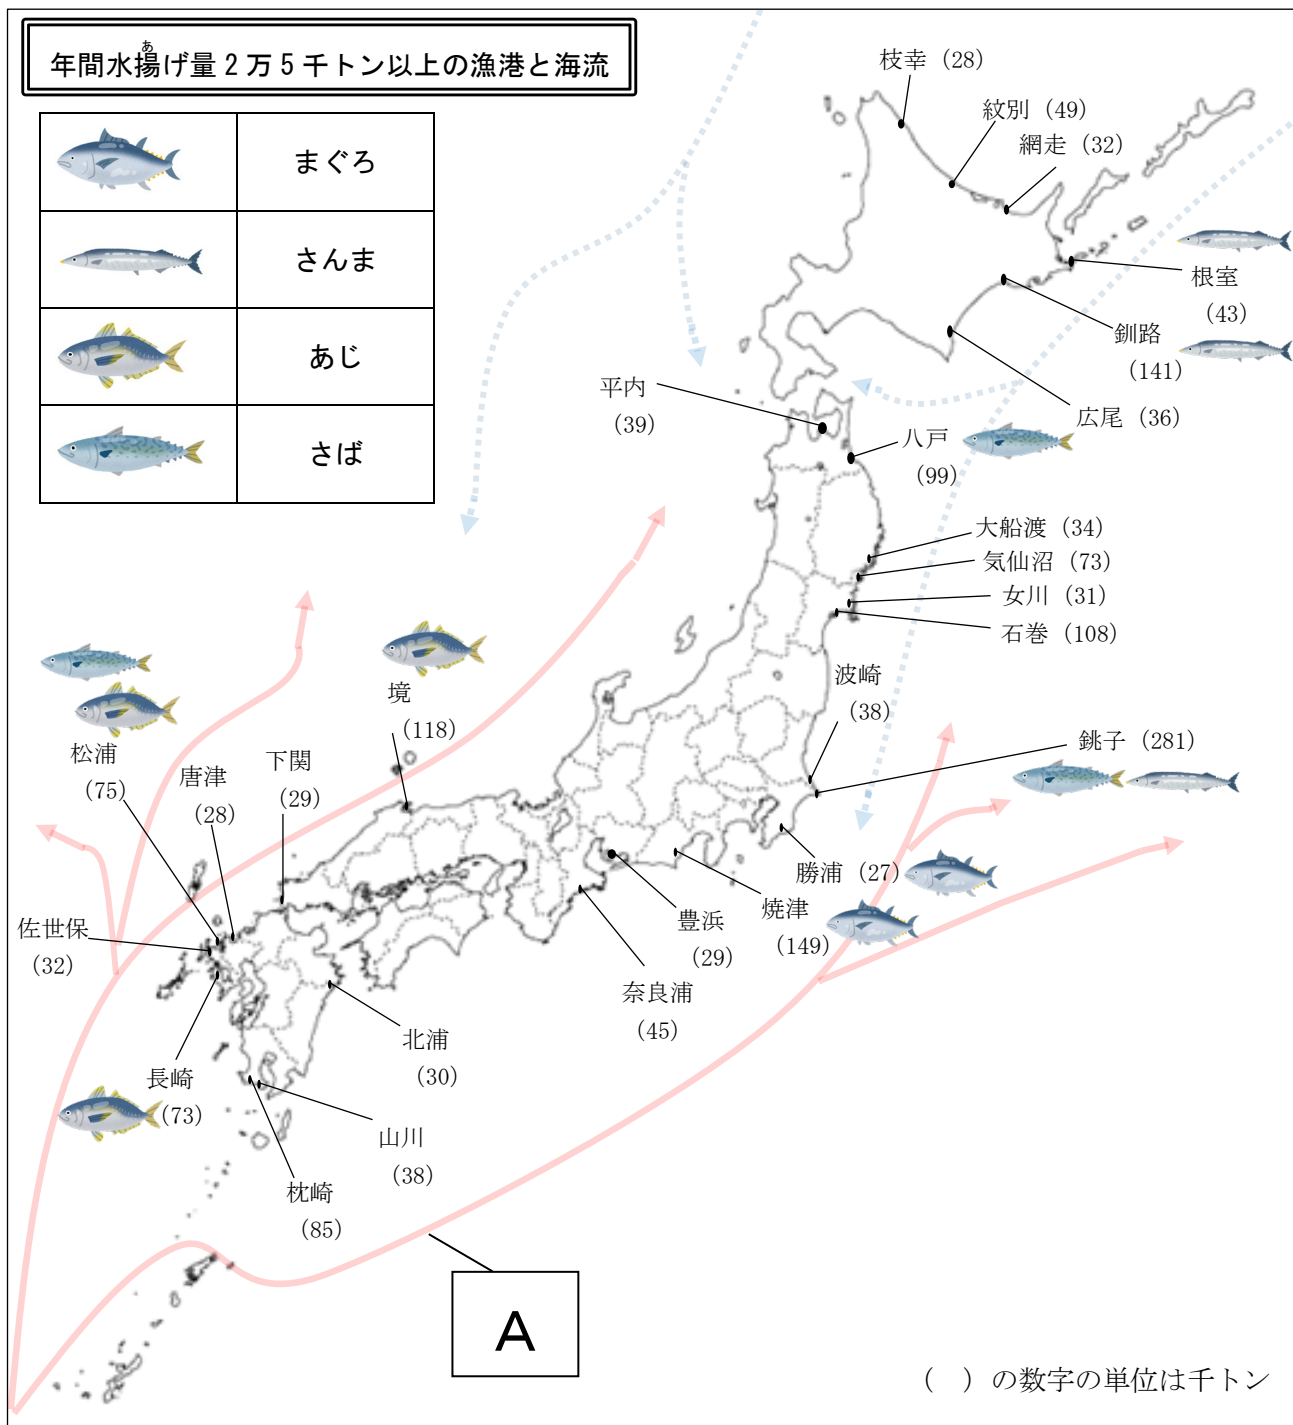 年間水揚げ量2万5千トン以上の漁港と海流
あ
まぐろ
さんま
あじ
さば
枝幸（28）
紋別（49）
網走（32）
根室
（43）
釧路
（141）
広尾（36）
平内
（39）
八戸
（99）
大船渡（34）
気仙沼（73）
女川（31）
石巻（108）
波崎
（38）
銚子（281）
勝浦（27）
焼津
（149）
豊浜
（29）
奈良浦
（45）
境
（118）
下関
（29）
唐津
（28）
松浦
（75）
佐世保
（32）
長崎
（73）
北浦
（30）
山川
（38）
枕崎
（85）
A
（　）の数字の単位は千トン